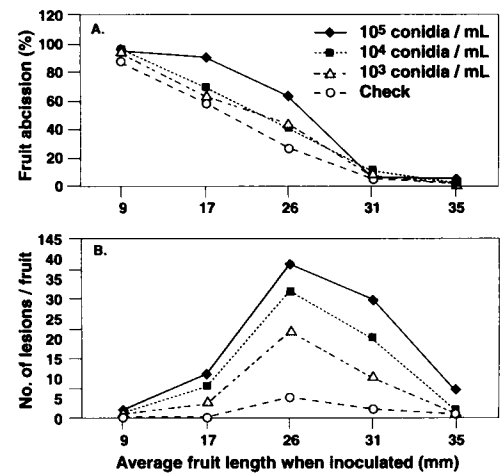 Fruit abcission (%)
120
100
80
60
40
20
0
A.
10⁵ conidia / mL
10⁴ conidia / mL
10³ conidia / mL
Check
9 17 26 31 35
No. of lesions / fruit
145
40
35
30
25
20
15
10
5
0
B.
9 17 26 31 35
Average fruit length when inoculated (mm)